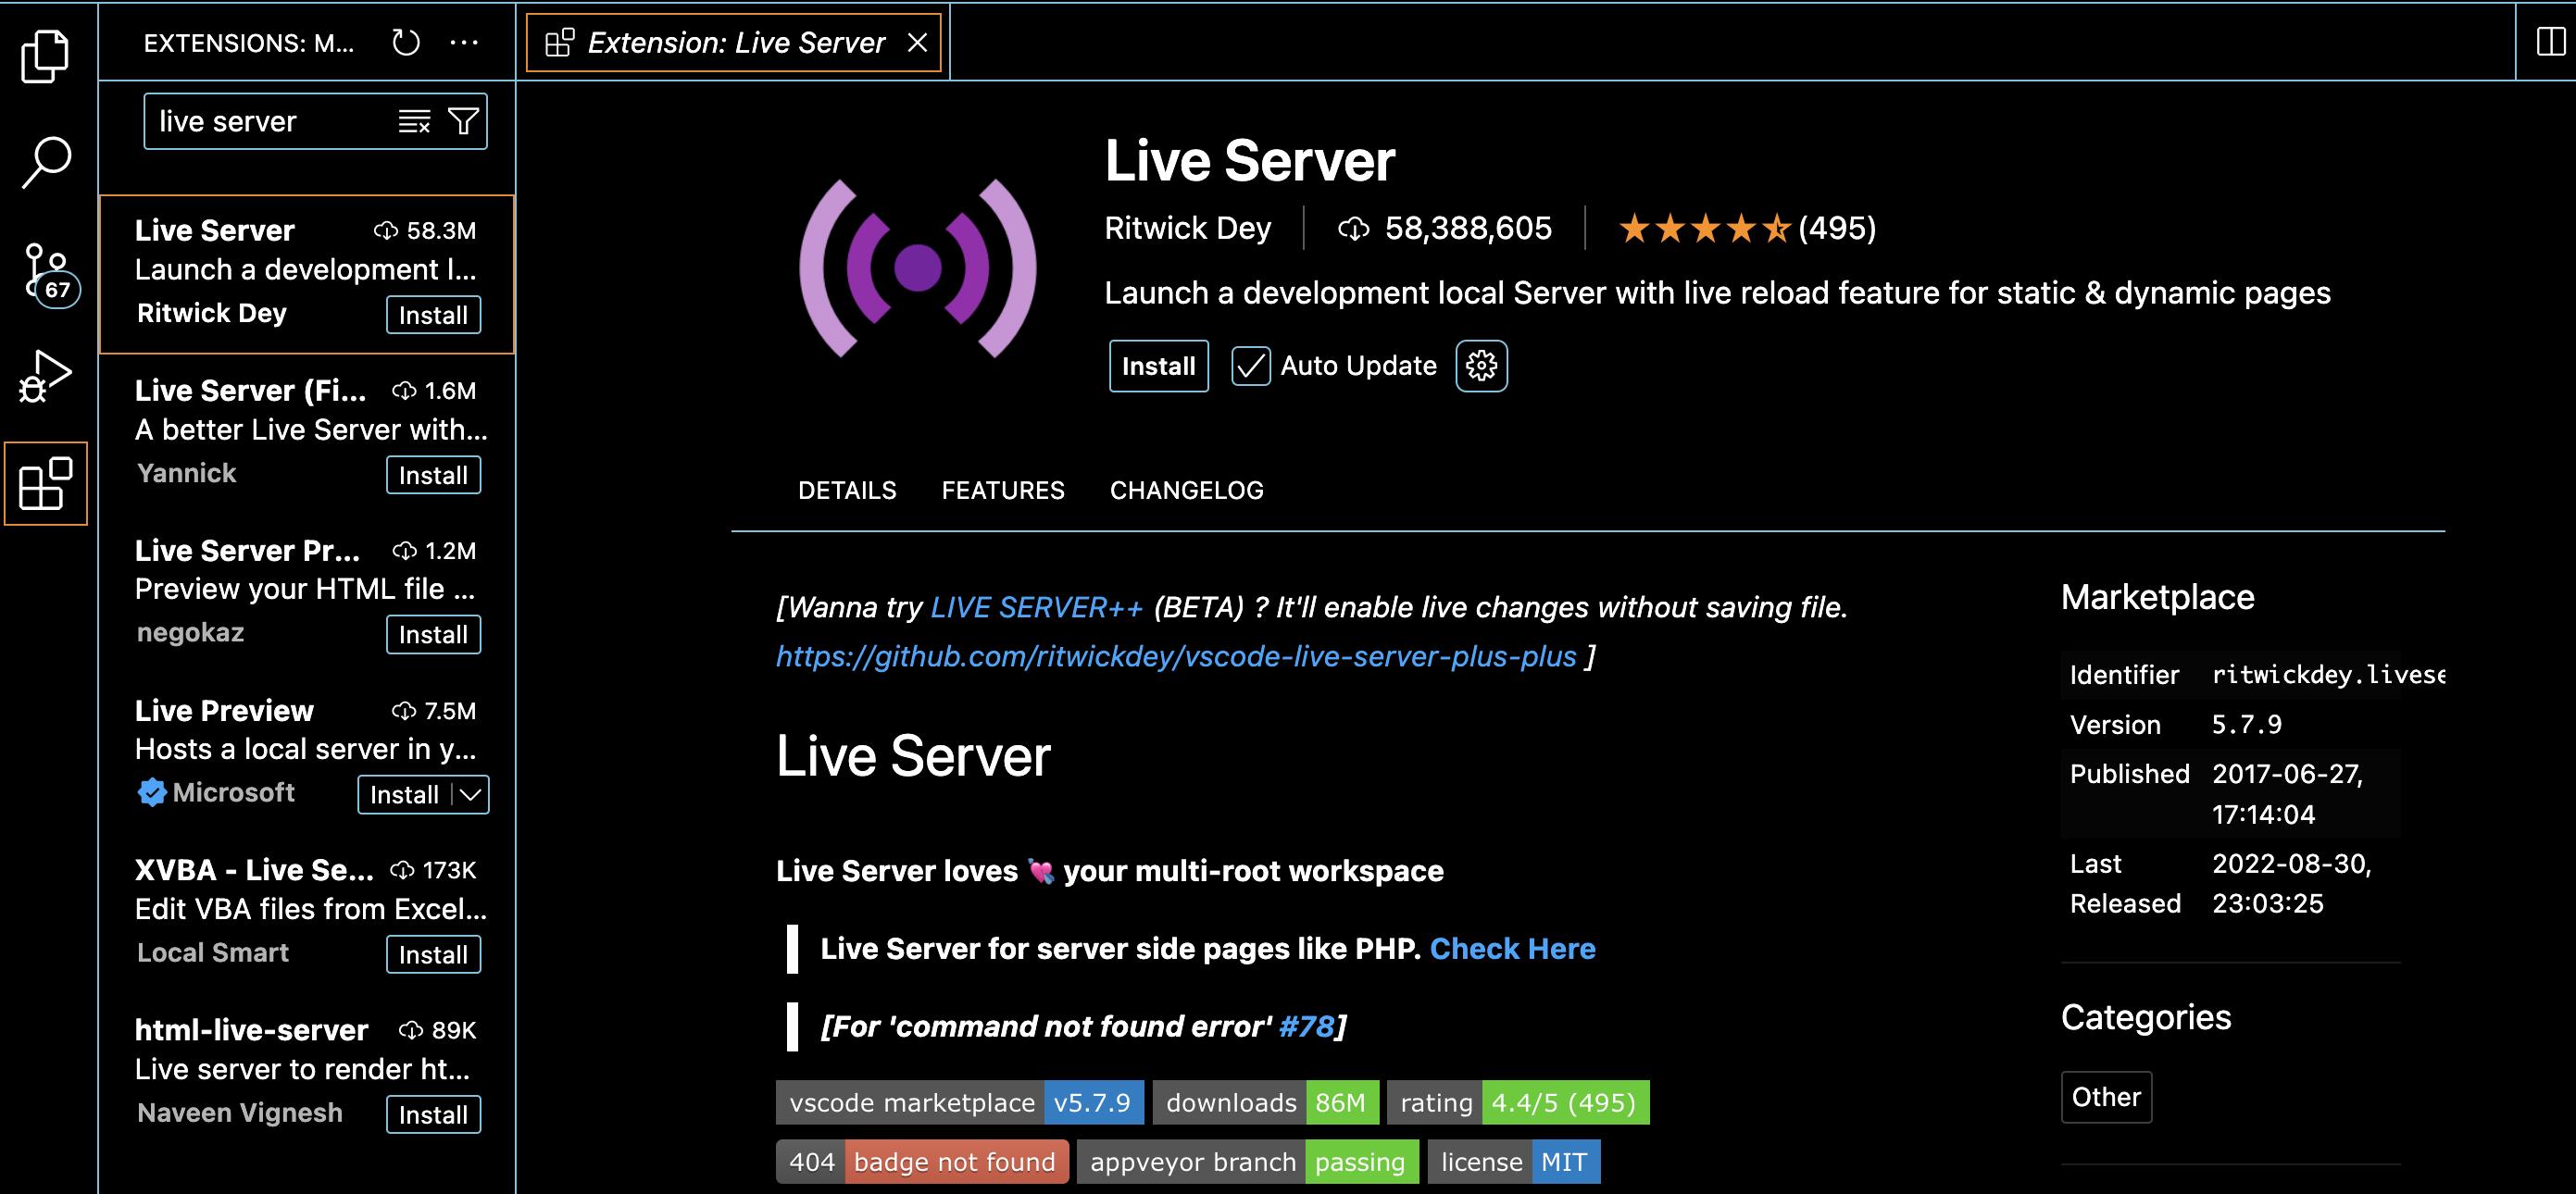 EXTENSIONS: M...
Extension: Live Server
live server
Live Server 58.3M
Launch a development l...
Ritwick Dey Install
Live Server (Fi... 1.6M
A better Live Server with...
Yannick Install
Live Server Pr... 1.2M
Preview your HTML file ...
negokaz Install
Live Preview 7.5M
Hosts a local server in y...
Microsoft Install
XVBA - Live Se... 173K
Edit VBA files from Excel...
Local Smart Install
html-live-server 89K
Live server to render ht...
Naveen Vignesh Install
67
Live Server
Ritwick Dey 58,388,605 (495)
Launch a development local Server with live reload feature for static & dynamic pages
Install Auto Update
DETAILS FEATURES CHANGELOG
[Wanna try LIVE SERVER++ (BETA) ? It'll enable live changes without saving file.
https://github.com/ritwickdey/vscode-live-server-plus-plus ]
Live Server
Live Server loves 💘 your multi-root workspace
Live Server for server side pages like PHP. Check Here
[For 'command not found error' #78]
vscode marketplace v5.7.9 downloads 86M rating 4.4/5 (495)
404 badge not found appveyor branch passing license MIT
Marketplace
Identifier ritwickdey.livese
Version 5.7.9
Published 2017-06-27,
17:14:04
Last 2022-08-30,
Released 23:03:25
Categories
Other